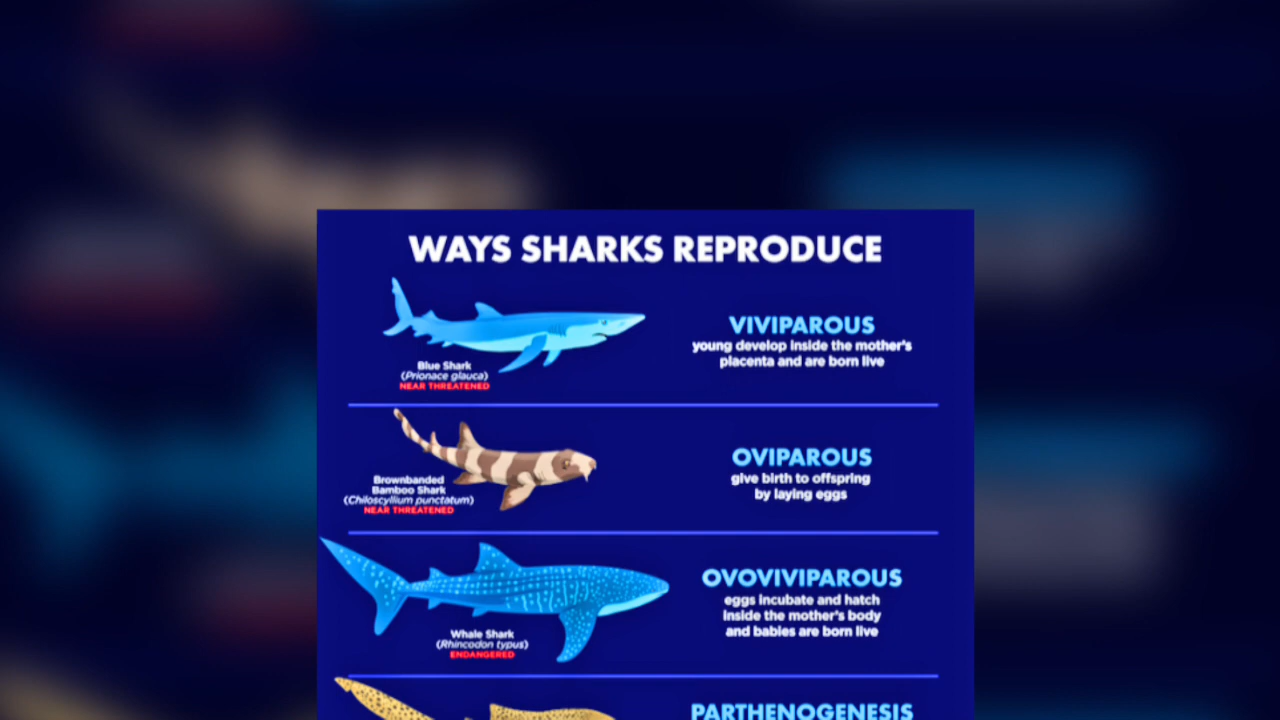 WAYS SHARKS REPRODUCE
VIVIPAROUS
young develop inside the mother's
placenta and are born live
Blue Shark
(Prionace glauca)
NEAR THREATENED
OVIPAROUS
give birth to offspring
by laying eggs
Brownbanded
Bamboo Shark
(Chiloscyllium punctatum)
NEAR THREATENED
OVOVIVIPAROUS
eggs incubate and hatch
inside the mother's body
and babies are born live
Whale Shark
(Rhincodon typus)
ENDANGERED
PARTHENOGENESIS